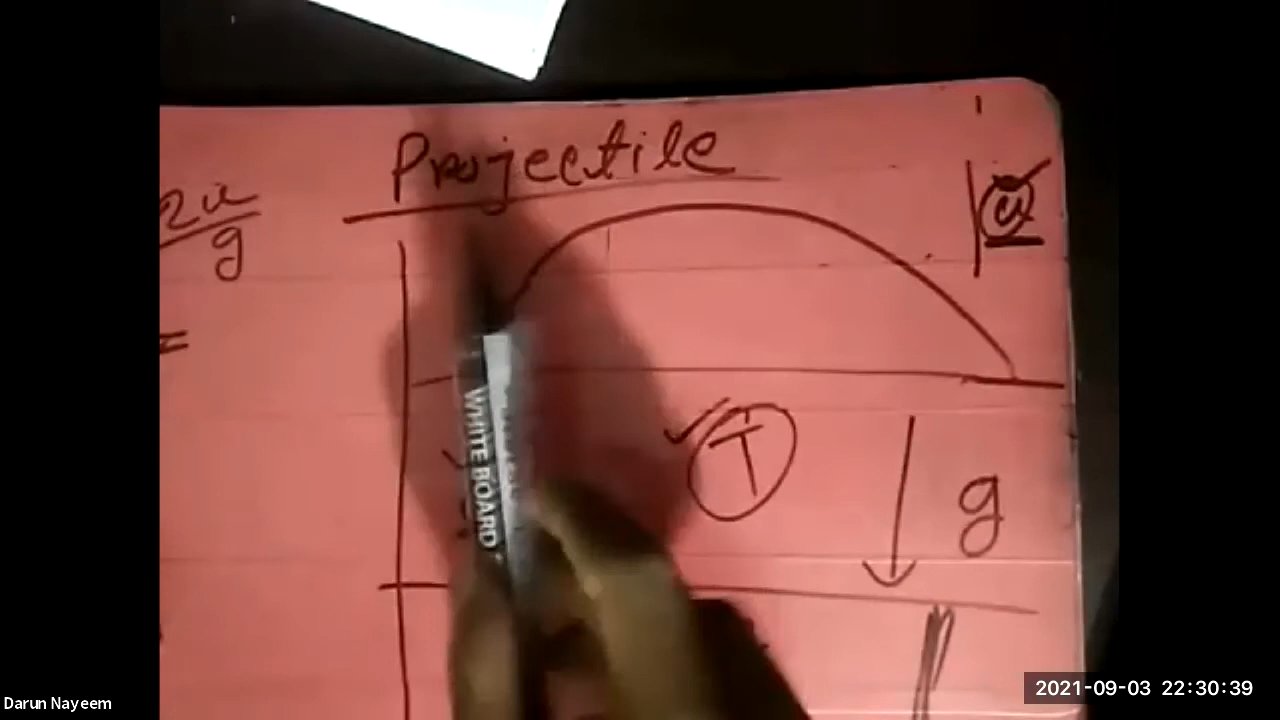 Projectile
2u
g
=
u
T
g
WHITE BOARD
Darun Nayeem
2021-09-03 22:30:39